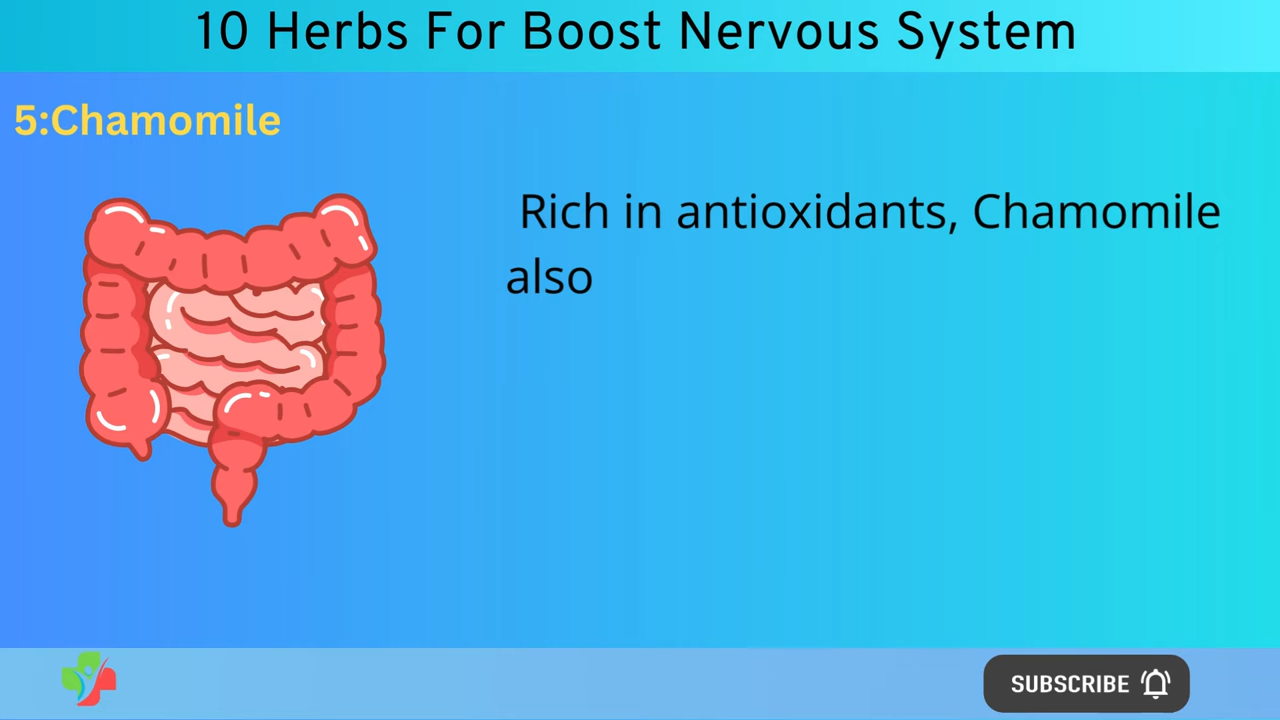 10 Herbs For Boost Nervous System
5:Chamomile
Rich in antioxidants, Chamomile
also
SUBSCRIBE